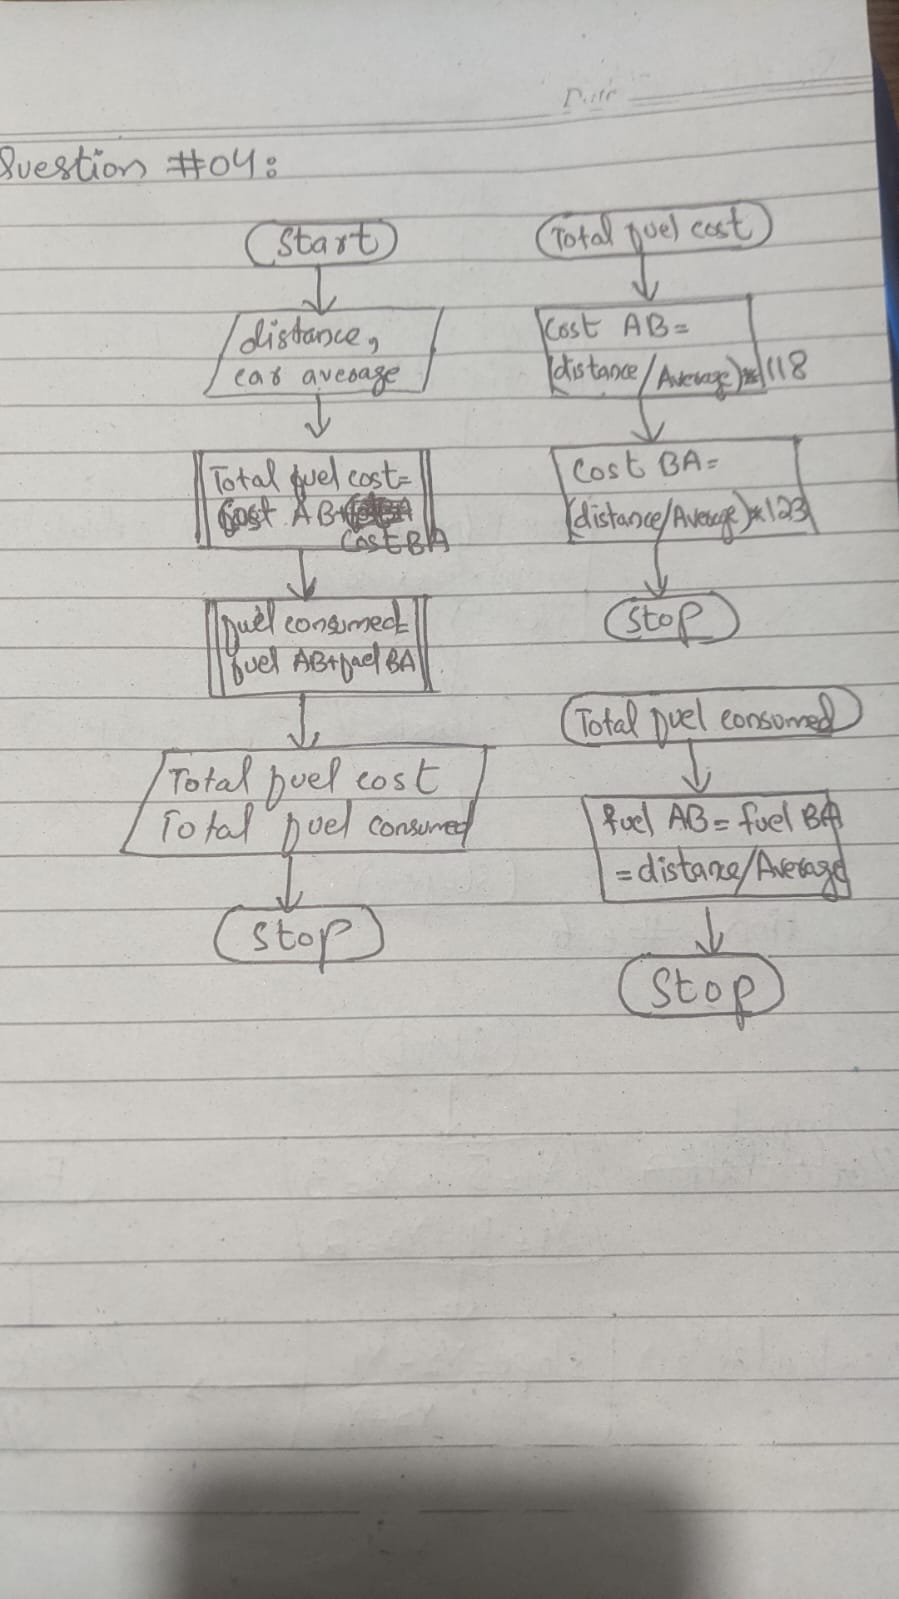 Date
Question #04:
Start
distance,
car average
Total fuel cost=
Cost AB+
Cost BA
fuel consumed=
fuel AB+fuel BA
Total fuel cost
Total fuel consumed
Stop
Total fuel cost
Cost AB=
(distance/Average)*118
Cost BA=
(distance/Average)*123
Stop
Total fuel consumed
fuel AB= fuel BA
=distance/Average
Stop